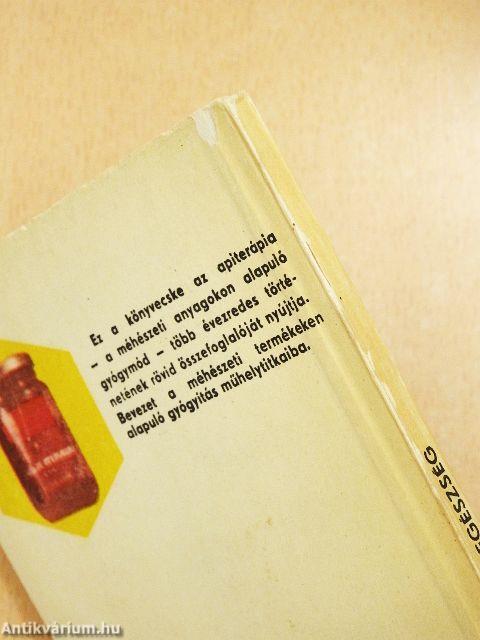 Ez a könyvecske az apiterápia
– a méhészeti anyagokon alapuló
gyógymód – több évezredes törté-
netének rövid összefoglalóját nyújtja.
Bevezet a méhészeti termékeken
alapuló gyógyítás műhelytitkaiba.
EGÉSZSÉG
Antikvárium.hu